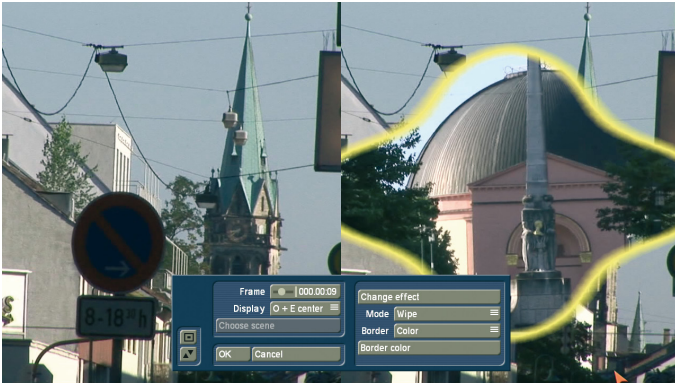 8-18³⁰h
Frame 000.00:09
Display O + E center
Choose scene
OK Cancel
Change effect
Mode Wipe
Border Color
Border color